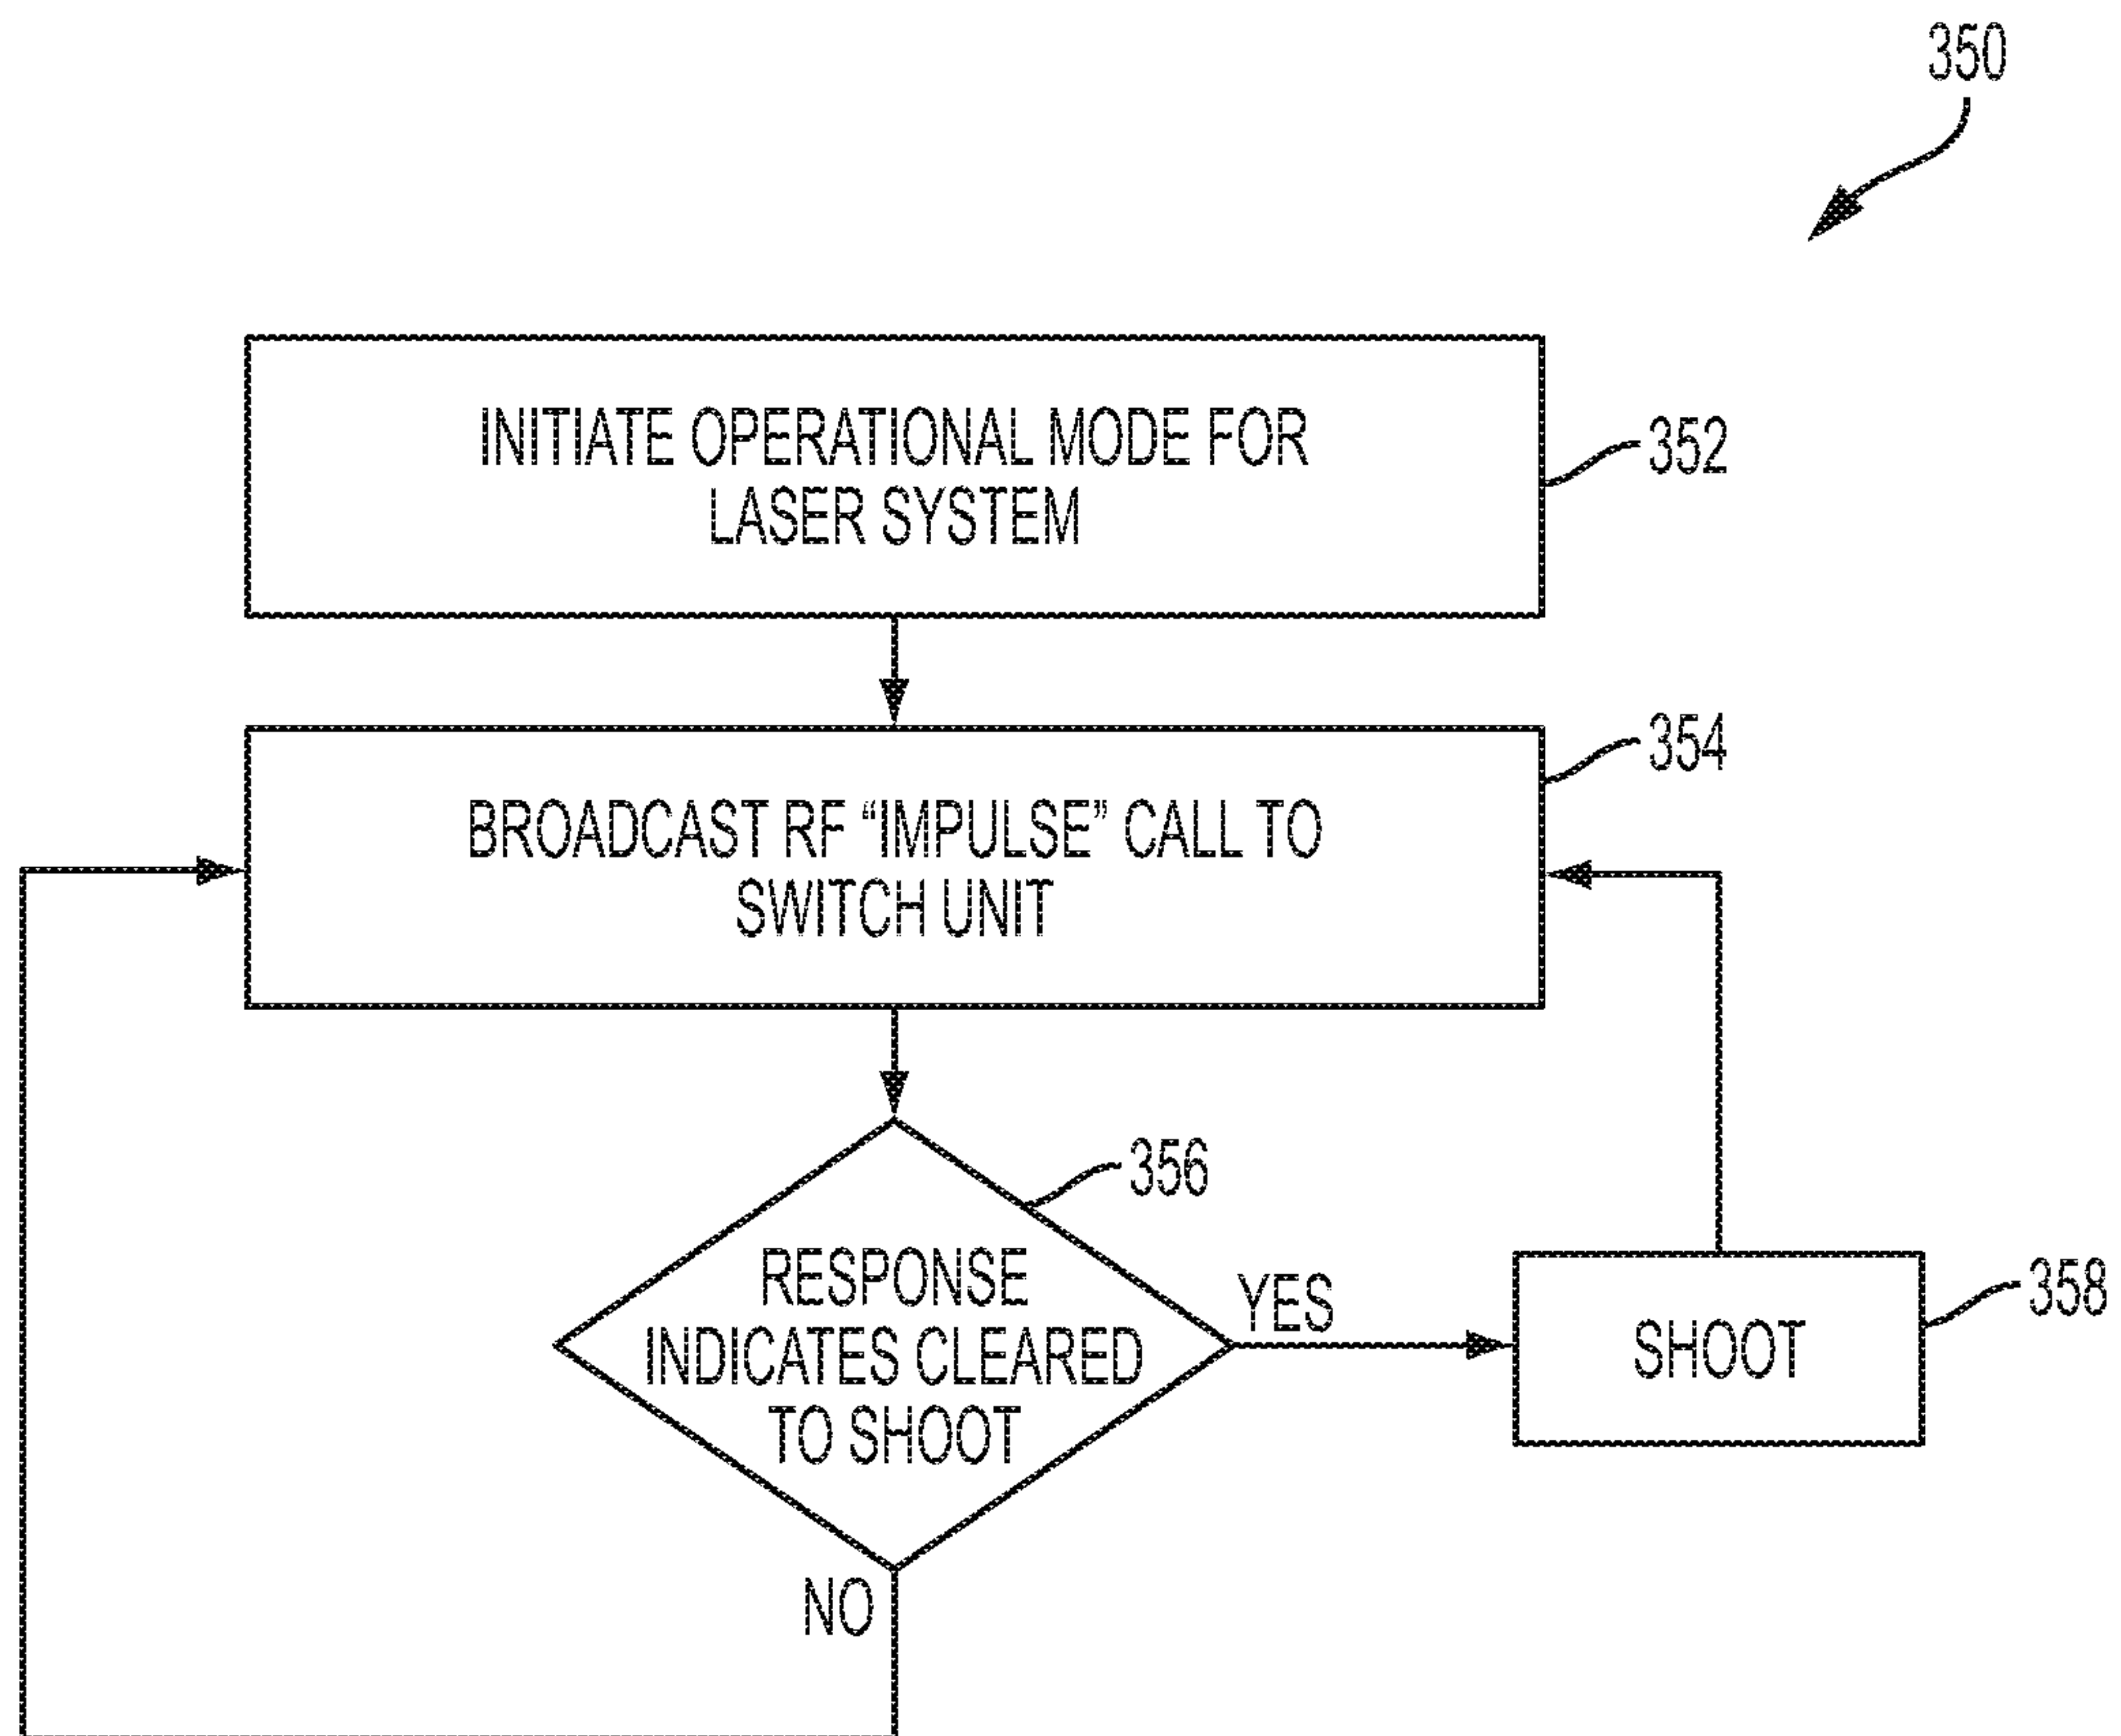 350
INITIATE OPERATIONAL MODE FOR
LASER SYSTEM
352
354
BROADCAST RF “IMPULSE” CALL TO
SWITCH UNIT
356
RESPONSE
INDICATES CLEARED
TO SHOOT
YES
SHOOT
358
NO